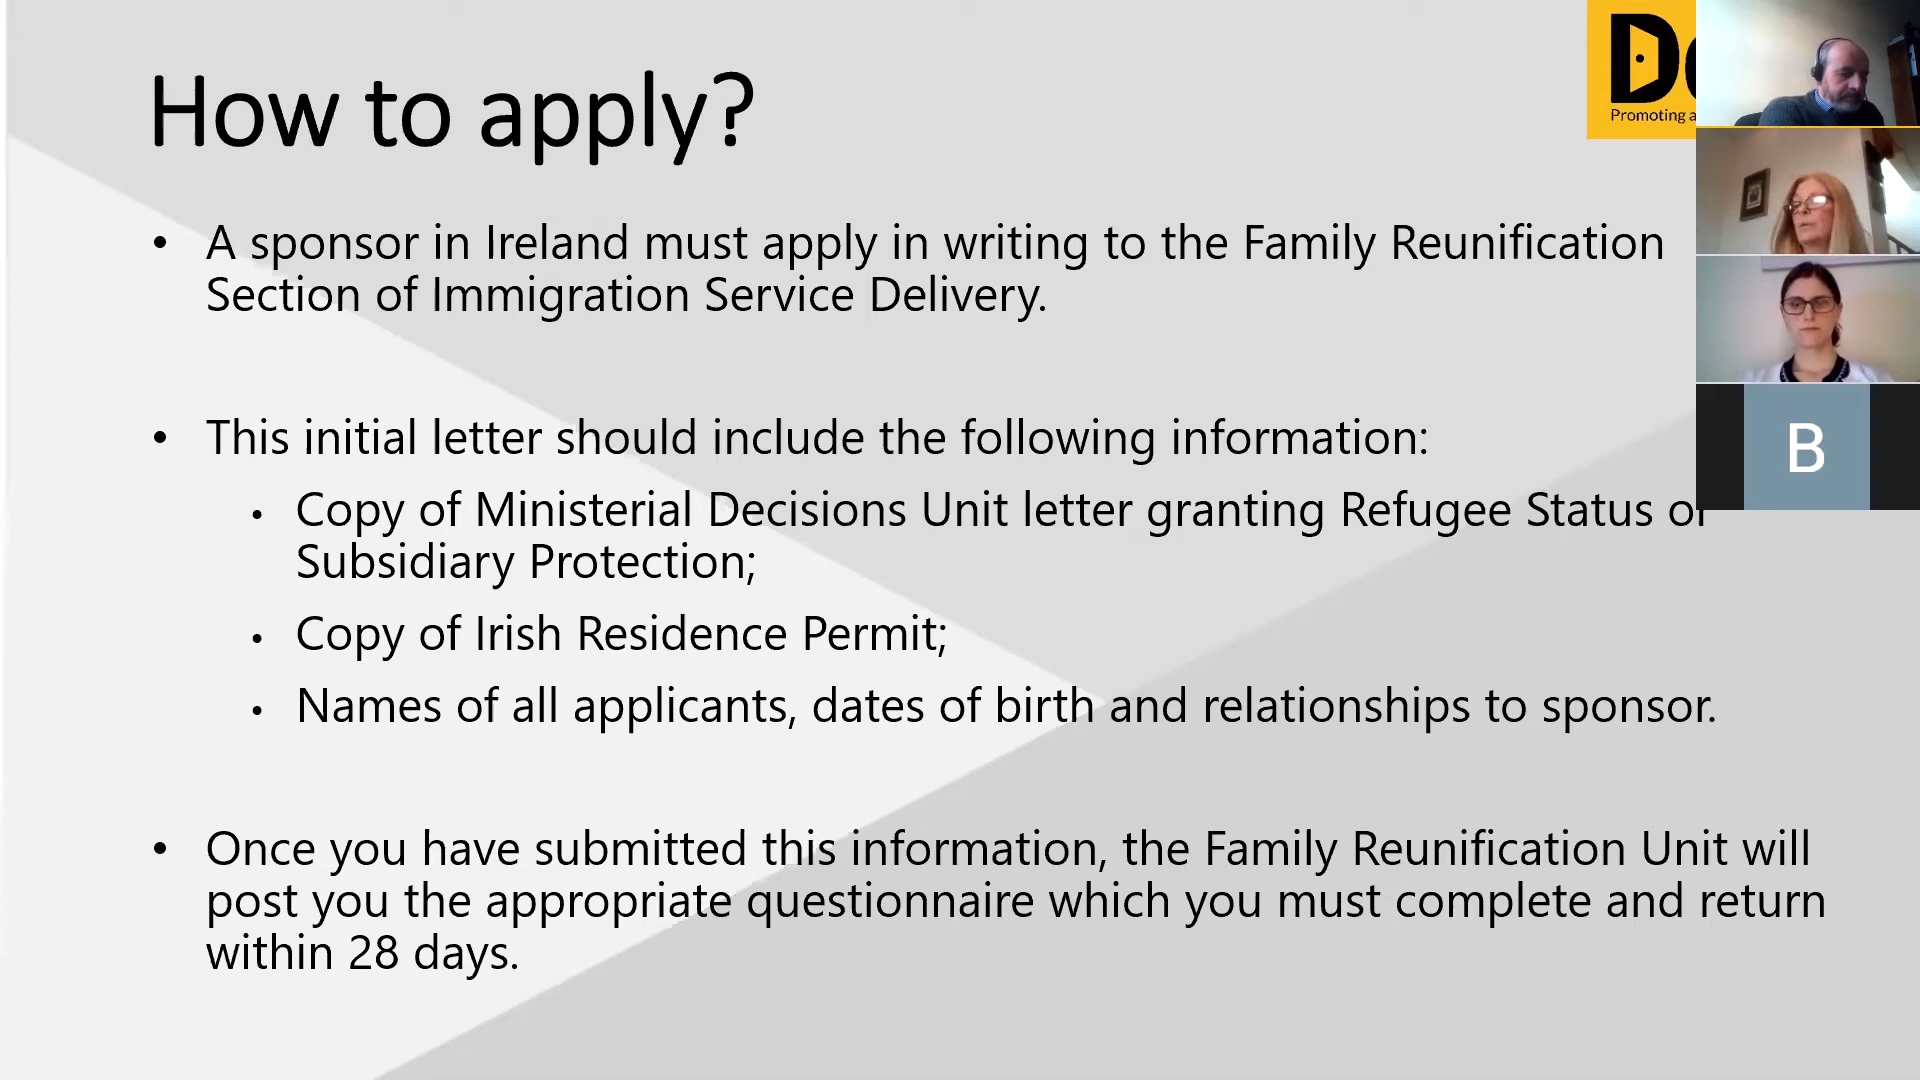 How to apply?
Promoting a
• A sponsor in Ireland must apply in writing to the Family Reunification
Section of Immigration Service Delivery.
• This initial letter should include the following information:
B
• Copy of Ministerial Decisions Unit letter granting Refugee Status or
Subsidiary Protection;
• Copy of Irish Residence Permit;
• Names of all applicants, dates of birth and relationships to sponsor.
• Once you have submitted this information, the Family Reunification Unit will
post you the appropriate questionnaire which you must complete and return
within 28 days.